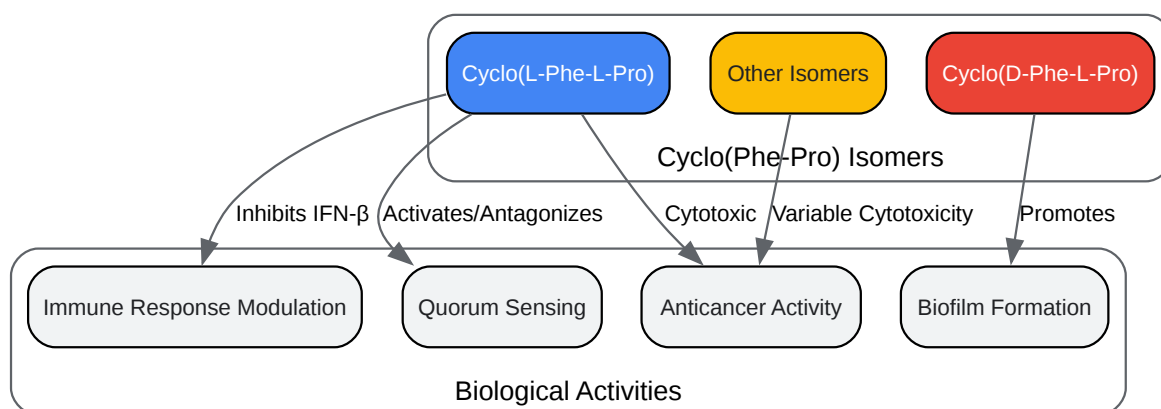 Cyclo(L-Phe-L-Pro)
Other Isomers
Cyclo(D-Phe-L-Pro)
Cyclo(Phe-Pro) Isomers
Inhibits IFN-β
Activates/Antagonizes
Cytotoxic
Variable Cytotoxicity
Promotes
Immune Response Modulation
Quorum Sensing
Anticancer Activity
Biofilm Formation
Biological Activities